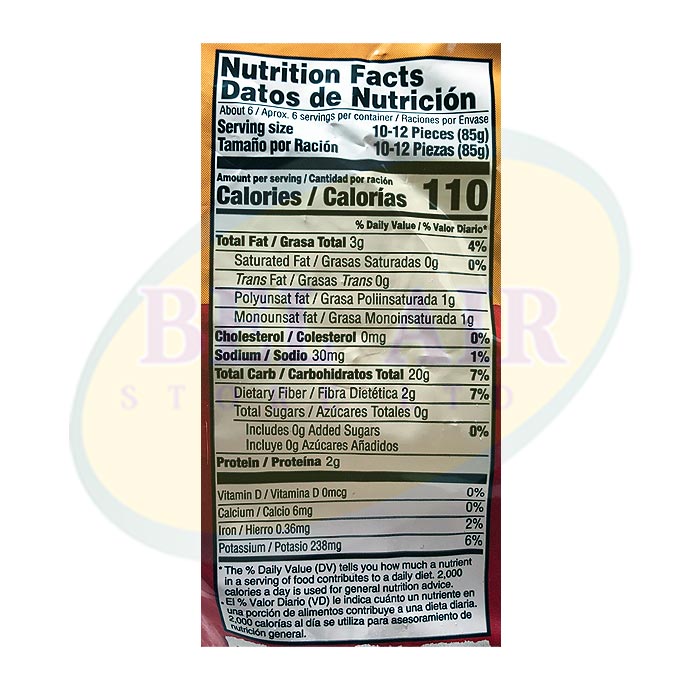 Nutrition Facts
Datos de Nutrición
About 6 / Aprox. 6 servings per container / Raciones por Envase
Serving size 10-12 Pieces (85g)
Tamaño por Ración 10-12 Piezas (85g)
Amount per serving / Cantidad por ración
Calories / Calorías 110
% Daily Value / % Valor Diario*
Total Fat / Grasa Total 3g 4%
Saturated Fat / Grasas Saturadas 0g 0%
Trans Fat / Grasas Trans 0g
Polyunsat fat / Grasa Poliinsaturada 1g
Monounsat fat / Grasa Monoinsaturada 1g
Cholesterol / Colesterol 0mg 0%
Sodium / Sodio 30mg 1%
Total Carb / Carbohidratos Total 20g 7%
Dietary Fiber / Fibra Dietética 2g 7%
Total Sugars / Azúcares Totales 0g
Includes 0g Added Sugars 0%
Incluye 0g Azúcares Añadidos
Protein / Proteína 2g
Vitamin D / Vitamina D 0mcg 0%
Calcium / Calcio 6mg 0%
Iron / Hierro 0.36mg 2%
Potassium / Potasio 238mg 6%
*The % Daily Value (DV) tells you how much a nutrient
in a serving of food contributes to a daily diet. 2,000
calories a day is used for general nutrition advice.
*El % Valor Diario (VD) le indica cuánto un nutriente en
una porción de alimentos contribuye a una dieta diaria.
2,000 calorías al día se utiliza para asesoramiento de
nutrición general.